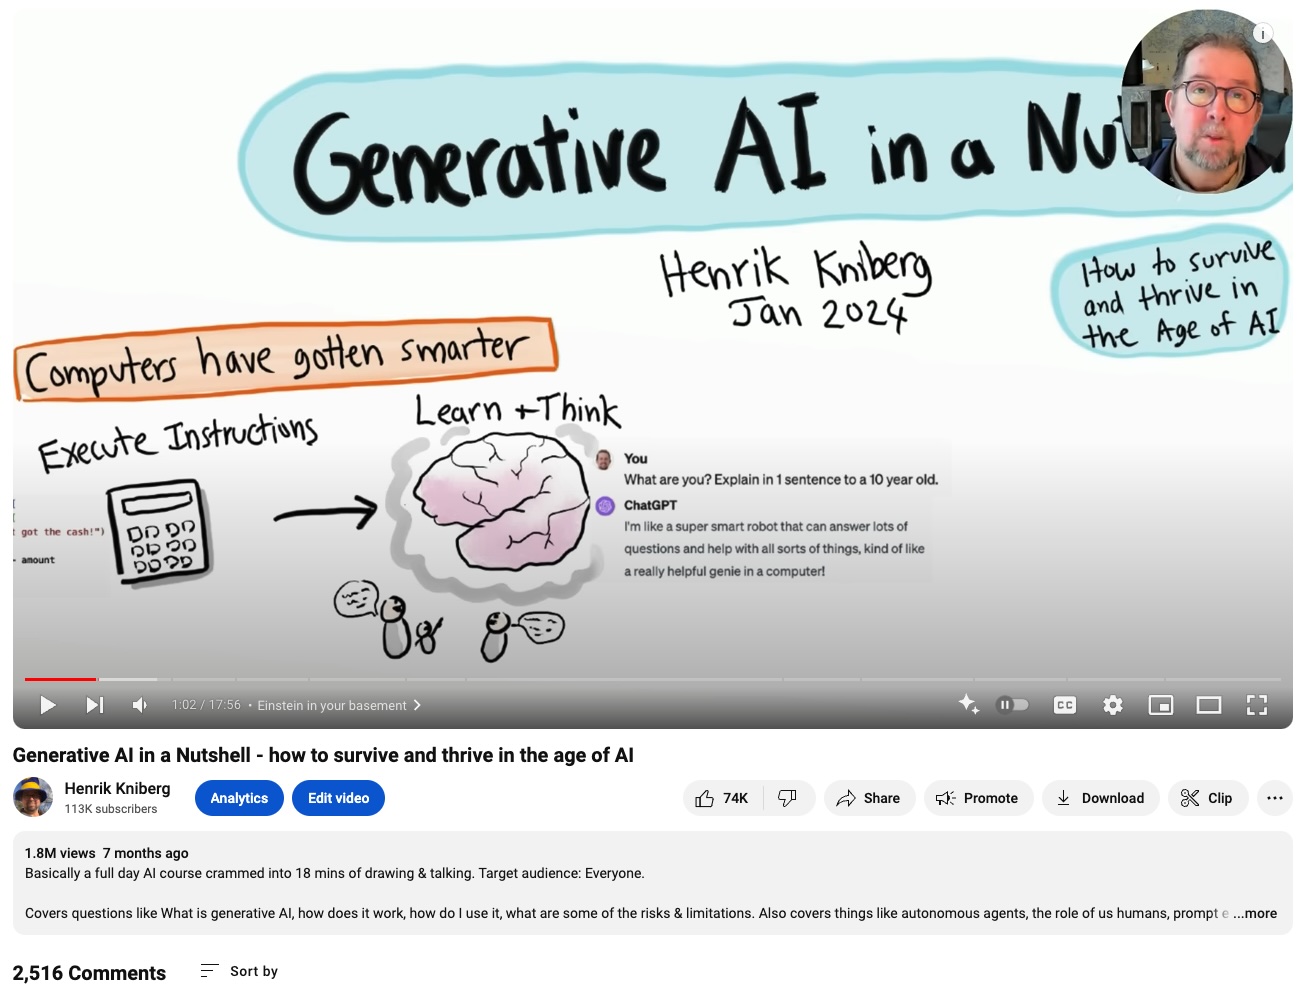 Generative AI in a
Henrik Kniberg
Jan 2024
How to survive
and thrive in
the Age of AI
Computers have gotten smarter
Execute Instructions
Learn + Think
got the cash!")
amount
You
What are you? Explain in 1 sentence to a 10 year old.
ChatGPT
I'm like a super smart robot that can answer lots of
questions and help with all sorts of things, kind of like
a really helpful genie in a computer!
1:02 / 17:56 • Einstein in your basement
CC
Generative AI in a Nutshell - how to survive and thrive in the age of AI
Henrik Kniberg
113K subscribers
Analytics
Edit video
74K
Share
Promote
Download
Clip
1.8M views 7 months ago
Basically a full day AI course crammed into 18 mins of drawing & talking. Target audience: Everyone.
Covers questions like What is generative AI, how does it work, how do I use it, what are some of the risks & limitations. Also covers things like autonomous agents, the role of us humans, prompt e ...more
2,516 Comments
Sort by